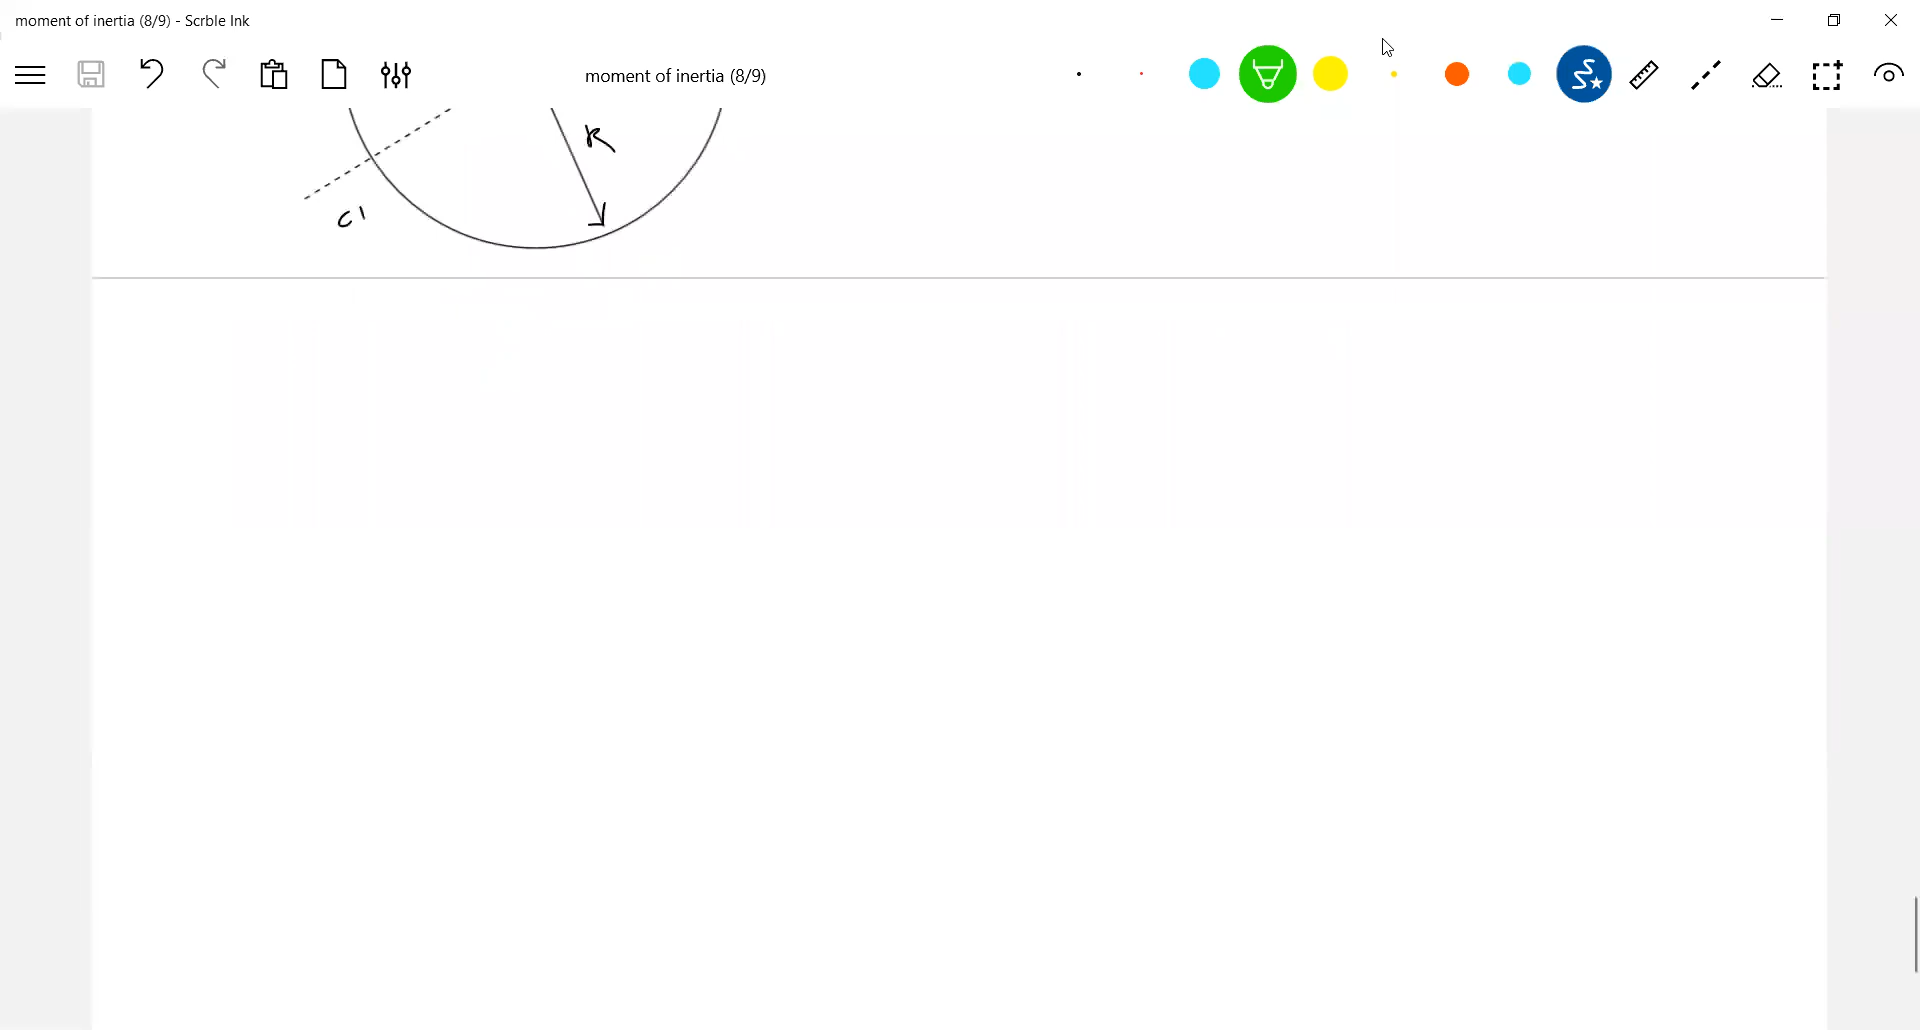 moment of inertia (8/9) - Scrble Ink
moment of inertia (8/9)
R
C'